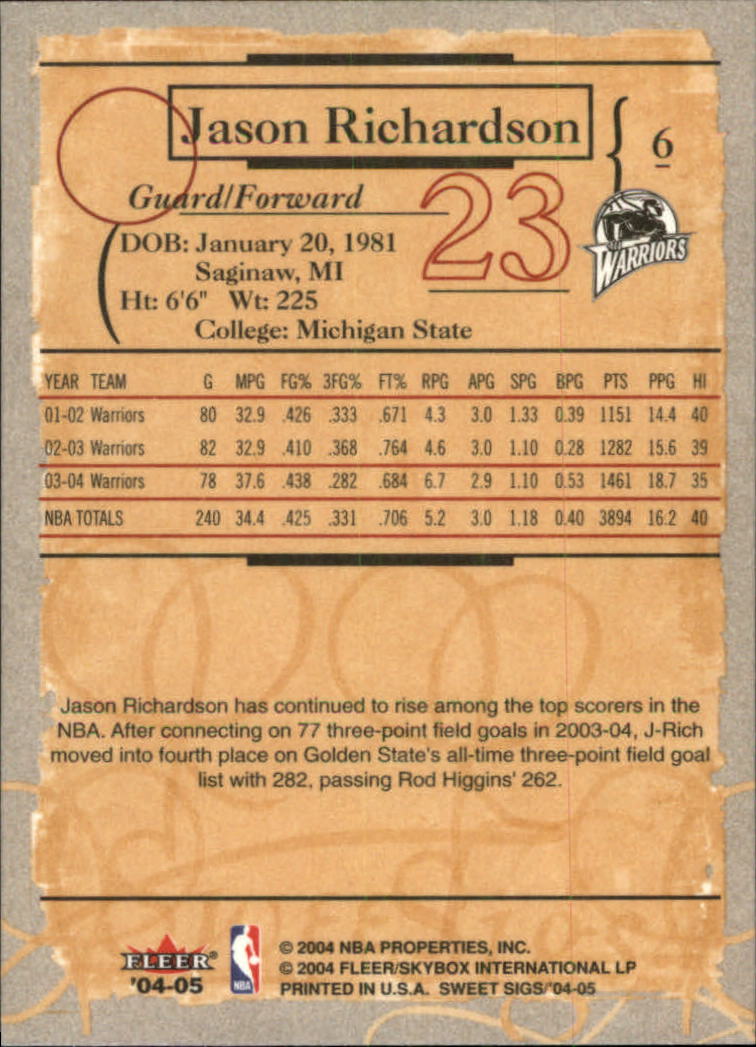 Jason Richardson
6
Guard/Forward
23
DOB: January 20, 1981
Saginaw, MI
Ht: 6'6" Wt: 225
College: Michigan State
WARRIORS
YEAR TEAM G MPG FG% 3FG% FT% RPG APG SPG BPG PTS PPG HI
01-02 Warriors 80 32.9 .426 .333 .671 4.3 3.0 1.33 0.39 1151 14.4 40
02-03 Warriors 82 32.9 .410 .368 .764 4.6 3.0 1.10 0.28 1282 15.6 39
03-04 Warriors 78 37.6 .438 .282 .684 6.7 2.9 1.10 0.53 1461 18.7 35
NBA TOTALS 240 34.4 .425 .331 .706 5.2 3.0 1.18 0.40 3894 16.2 40
Jason Richardson has continued to rise among the top scorers in the
NBA. After connecting on 77 three-point field goals in 2003-04, J-Rich
moved into fourth place on Golden State's all-time three-point field goal
list with 282, passing Rod Higgins' 262.
FLEER®
'04-05
NBA
© 2004 NBA PROPERTIES, INC.
© 2004 FLEER/SKYBOX INTERNATIONAL LP
PRINTED IN U.S.A. SWEET SIGS/'04-05